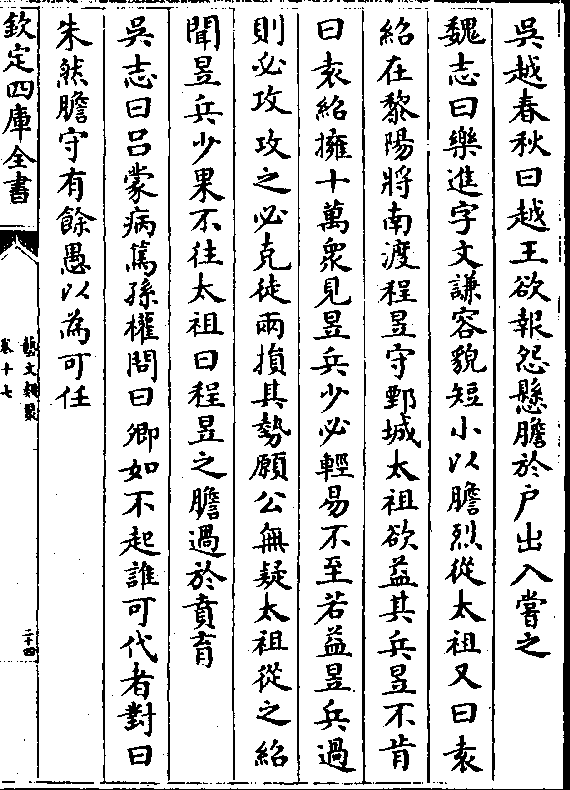 吳越春秋曰越王欲報怨懸膽於户出入嘗之
魏志曰樂進字文謙容貌短小以膽烈從太祖又曰袁
紹在黎陽將南渡程昱守鄄城太祖欲益其兵昱不肯
曰袁紹擁十萬衆見昱兵少必輕易不至若益昱兵過
則必攻攻之必克徒兩損其勢願公無疑太祖從之紹
聞昱兵少果不往太祖曰程昱之膽過於賁育
吳志曰吕蒙病篤孫權問曰卿如不起誰可代者對曰
朱然膽守有餘愚以為可任
欽定四庫全書
藝文類聚
卷十七
二十四